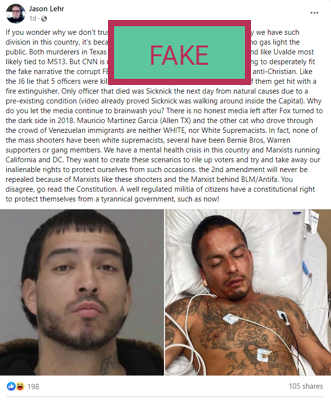 Jason Lehr
1d
If you wonder why we don't trus
y we have such
division in this country, it's beca
no gas light the
public. Both murderers in Texas
like Uvalde most
likely tied to MS13. But CNN is
ng to desperately fit
the fake narrative the corrupt FB
anti-Christian. Like
FAKE
the J6 lie that 5 officers were kil
f them get hit with a
fire extinguisher. Only officer that died was Sicknick the next day from natural causes due to a
pre-existing condition (video already proved Sicknick was walking around inside the Capital). Why
do you let the media continue to brainwash you? There is no honest media left after Fox turned to
the dark side in 2018. Mauricio Martinez Garcia (Allen TX) and the other cat who drove through
the crowd of Venezuelan immigrants are neither WHITE, nor White Supremacists. In fact, none of
the mass shooters have been white supremacists, several have been Bernie Bros, Warren
supporters or gang members. We have a mental health crisis in this country and Marxists running
California and DC. They want to create these scenarios to rile up voters and try and take away our
inalienable rights to protect ourselves from such occasions. the 2nd amendment will never be
repealed because of Marxists like these shooters and the Marxist behind BLM/Antifa. You
disagree, go read the Constitution. A well regulated militia of citizens have a constitutional right
to protect themselves from a tyrannical government, such as now!
198
105 shares